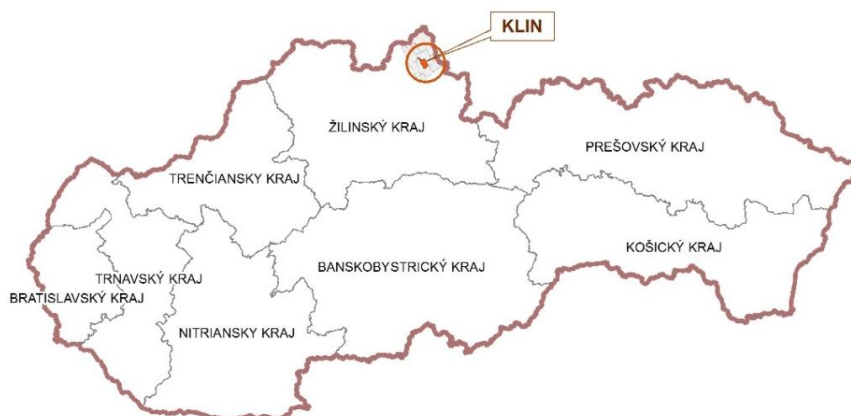 KLIN
ŽILINSKÝ KRAJ
PREŠOVSKÝ KRAJ
TRENČIANSKY KRAJ
KOŠICKÝ KRAJ
BANSKOBYSTRICKÝ KRAJ
TRNAVSKÝ KRAJ
BRATISLAVSKÝ KRAJ
NITRIANSKY KRAJ